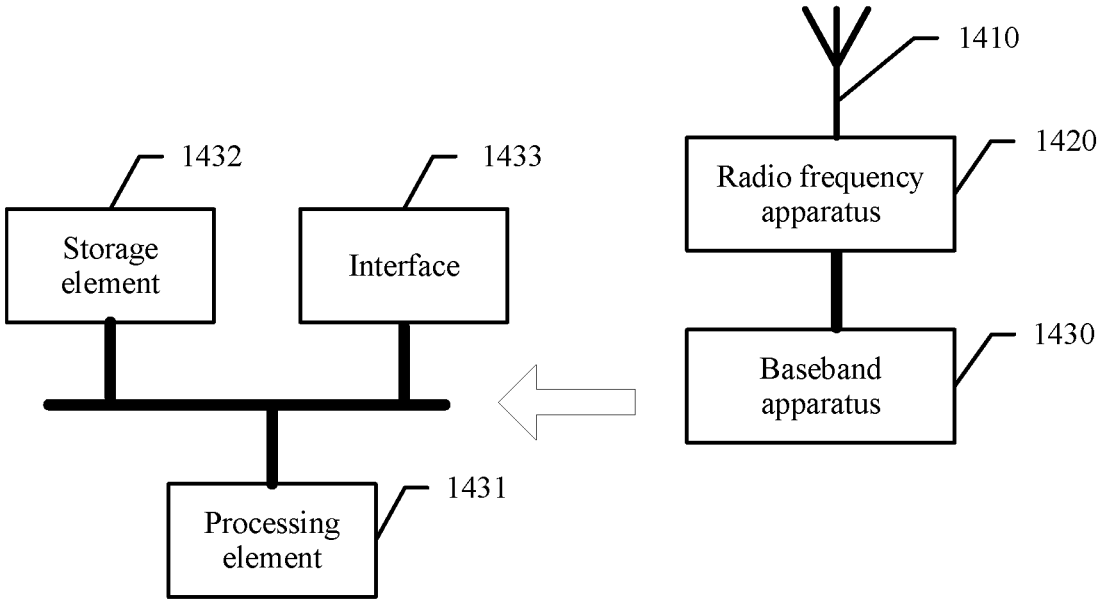 1410
1432
1433
1420
Radio frequency
apparatus
Storage
element
Interface
1430
Baseband
apparatus
1431
Processing
element